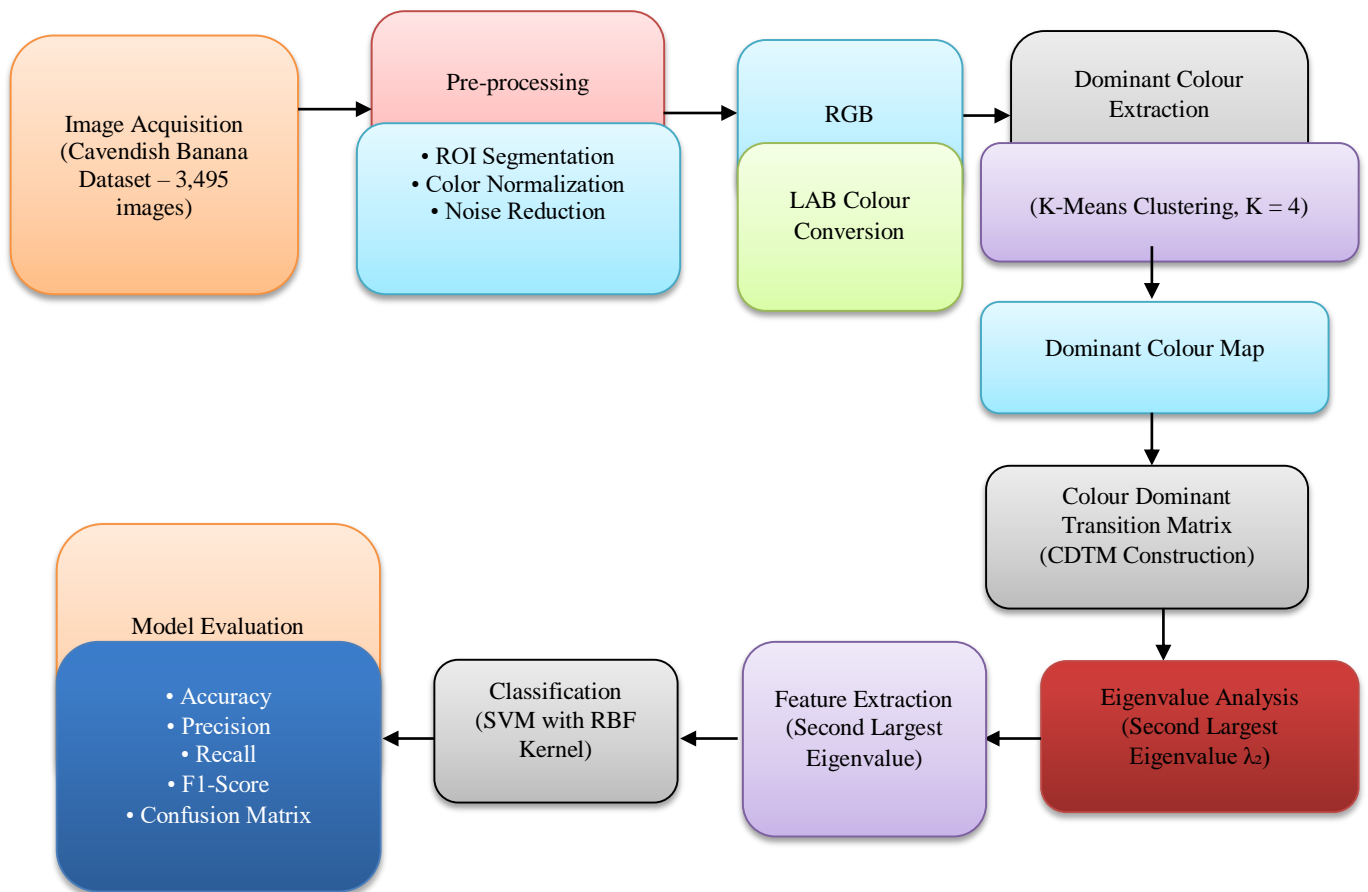 Image Acquisition
(Cavendish Banana
Dataset – 3,495
images)
Pre-processing
• ROI Segmentation
• Color Normalization
• Noise Reduction
RGB
LAB Colour
Conversion
Dominant Colour
Extraction
(K-Means Clustering, K = 4)
Dominant Colour Map
Colour Dominant
Transition Matrix
(CDTM Construction)
Eigenvalue Analysis
(Second Largest
Eigenvalue λ₂)
Feature Extraction
(Second Largest
Eigenvalue)
Classification
(SVM with RBF
Kernel)
Model Evaluation
• Accuracy
• Precision
• Recall
• F1-Score
• Confusion Matrix